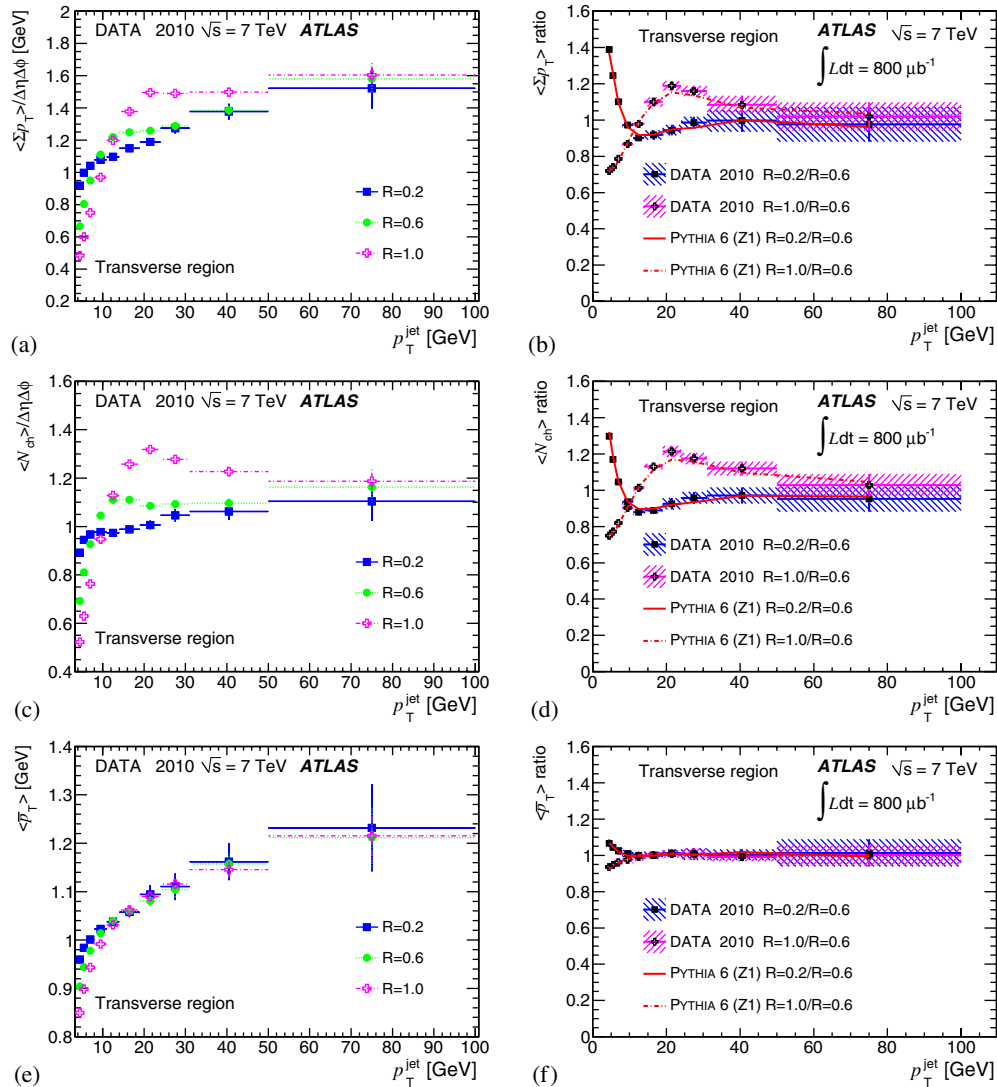 DATA 2010 √s = 7 TeV ATLAS
<Σp_T>/ΔηΔϕ [GeV]
2
1.8
1.6
1.4
1.2
1
0.8
0.6
0.4
0.2
R=0.2
R=0.6
R=1.0
Transverse region
10 20 30 40 50 60 70 80 90 100
p_T^jet [GeV]
(a)
Transverse region ATLAS √s = 7 TeV
∫Ldt = 800 μb⁻¹
<Σp_T> ratio
1.6
1.4
1.2
1
0.8
0.6
0.4
0.2
0
DATA 2010 R=0.2/R=0.6
DATA 2010 R=1.0/R=0.6
PYTHIA 6 (Z1) R=0.2/R=0.6
PYTHIA 6 (Z1) R=1.0/R=0.6
0 20 40 60 80 100
p_T^jet [GeV]
(b)
DATA 2010 √s = 7 TeV ATLAS
<N_ch>/ΔηΔϕ
1.6
1.4
1.2
1
0.8
0.6
0.4
R=0.2
R=0.6
R=1.0
Transverse region
10 20 30 40 50 60 70 80 90 100
p_T^jet [GeV]
(c)
Transverse region ATLAS √s = 7 TeV
∫Ldt = 800 μb⁻¹
<N_ch> ratio
1.6
1.4
1.2
1
0.8
0.6
0.4
0.2
0
DATA 2010 R=0.2/R=0.6
DATA 2010 R=1.0/R=0.6
PYTHIA 6 (Z1) R=0.2/R=0.6
PYTHIA 6 (Z1) R=1.0/R=0.6
0 20 40 60 80 100
p_T^jet [GeV]
(d)
DATA 2010 √s = 7 TeV ATLAS
<p̅_T> [GeV]
1.4
1.3
1.2
1.1
1
0.9
0.8
R=0.2
R=0.6
R=1.0
Transverse region
10 20 30 40 50 60 70 80 90 100
p_T^jet [GeV]
(e)
Transverse region ATLAS √s = 7 TeV
∫Ldt = 800 μb⁻¹
<p̅_T> ratio
1.6
1.4
1.2
1
0.8
0.6
0.4
0.2
0
DATA 2010 R=0.2/R=0.6
DATA 2010 R=1.0/R=0.6
PYTHIA 6 (Z1) R=0.2/R=0.6
PYTHIA 6 (Z1) R=1.0/R=0.6
0 20 40 60 80 100
p_T^jet [GeV]
(f)